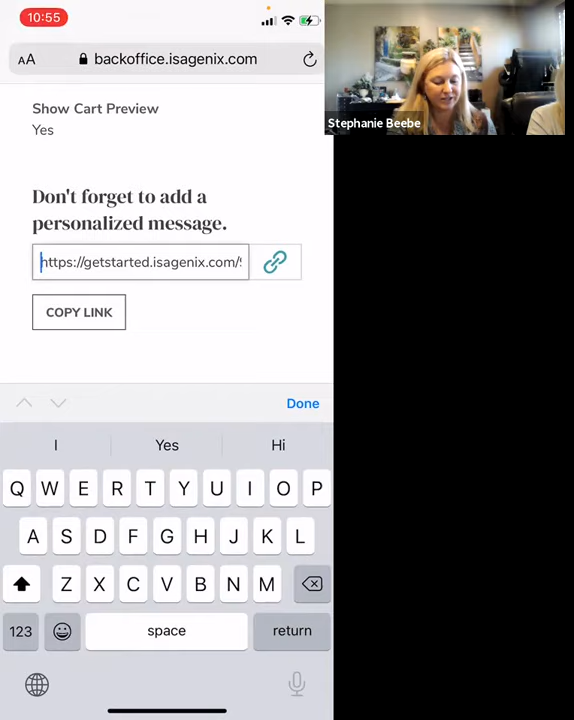 10:55
AA backoffice.isagenix.com
Show Cart Preview
Yes
Don't forget to add a
personalized message.
https://getstarted.isagenix.com/
COPY LINK
Done
I Yes Hi
Q W E R T Y U I O P
A S D F G H J K L
Z X C V B N M
123 space return
Stephanie Beebe